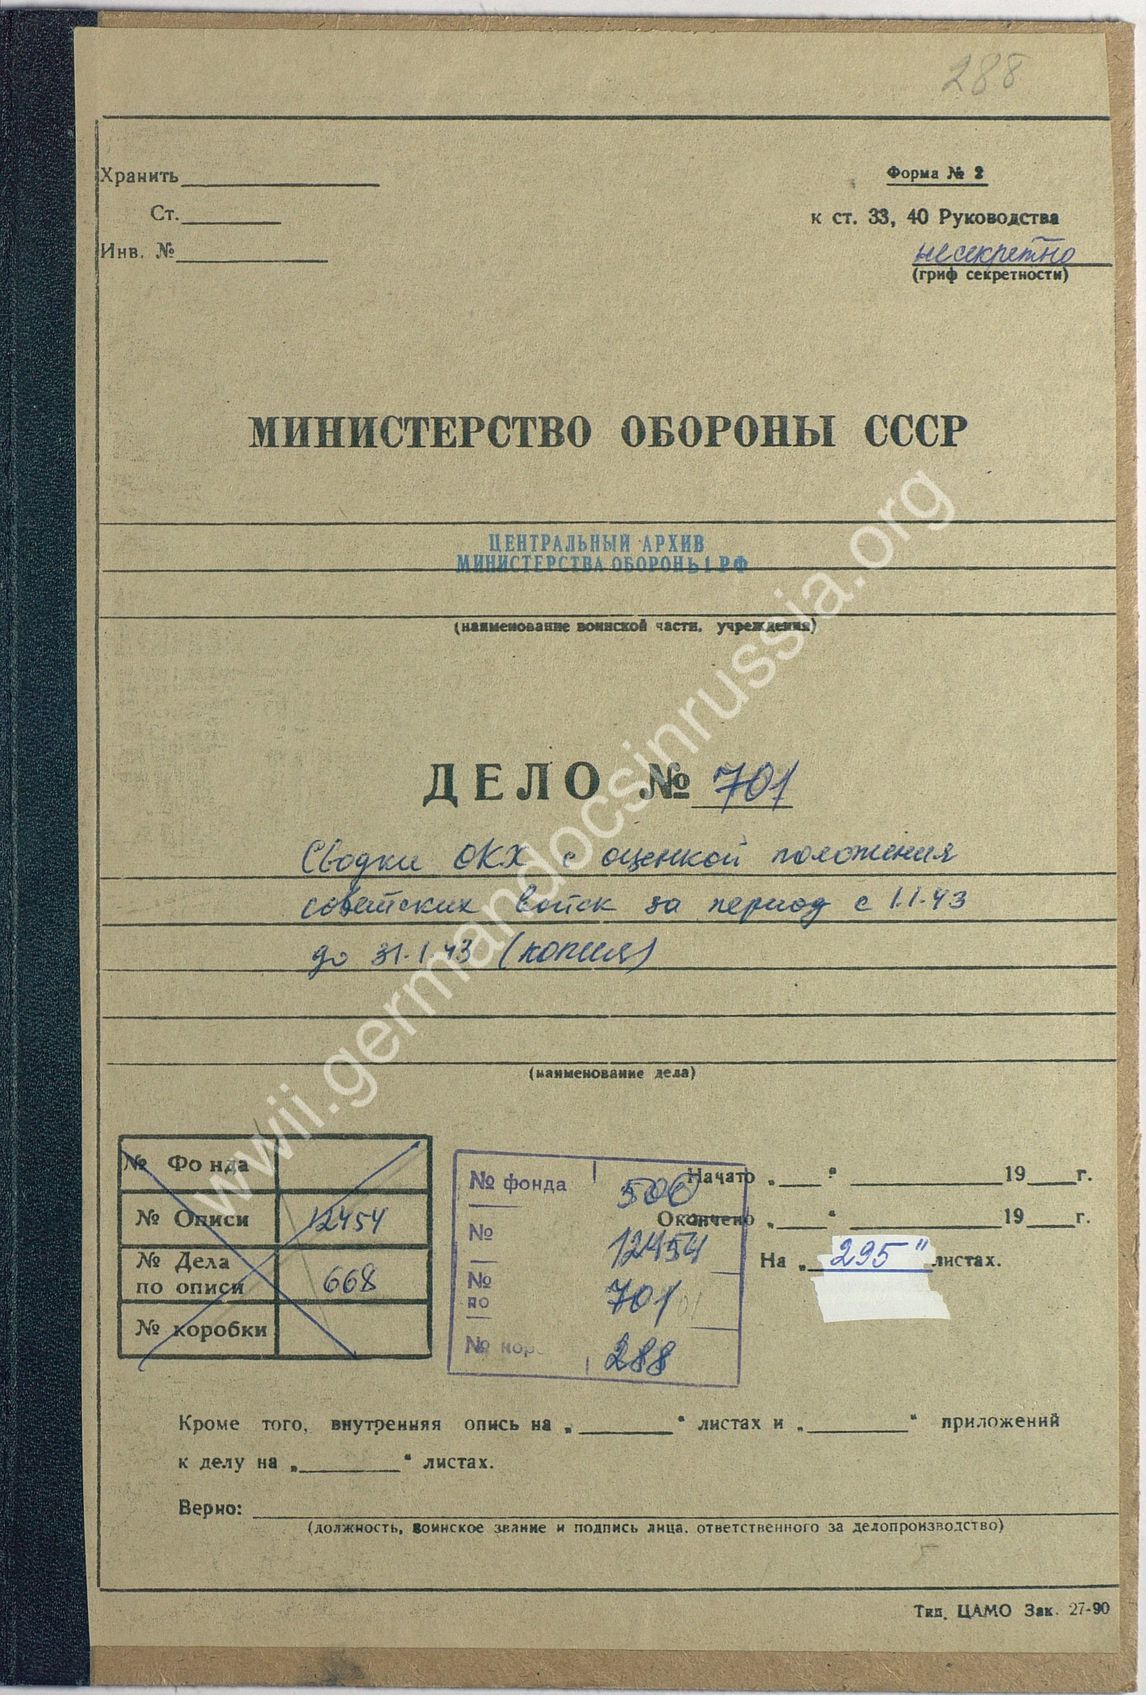 288
Хранить
Форма № 2
Ст.
к ст. 33, 40 Руководства
Инв. №
несекретно
(гриф секретности)
МИНИСТЕРСТВО ОБОРОНЫ СССР
ЦЕНТРАЛЬНЫЙ АРХИВ
МИНИСТЕРСТВА ОБОРОНЫ РФ
(наименование воинской части, учреждения)
ДЕЛО № 701
Сводки ОКХ с оценкой положения
советских войск за период с 1.1.43
до 31.1.43 (копия)
(наименование дела)
№ Фонда
№ Описи 12454
№ Дела
по описи 668
№ коробки
№ фонда 500
№ 12454
№
по 701
№ кор 288
Начато „ " 19 г.
Окончено „ " 19 г.
На „ 295 " листах.
Кроме того, внутренняя опись на „ " листах и „ " приложений
к делу на „ " листах.
Верно:
(должность, воинское звание и подпись лица, ответственного за делопроизводство)
Тип. ЦАМО Зак. 27-90
wwii.germandocsinrussia.org